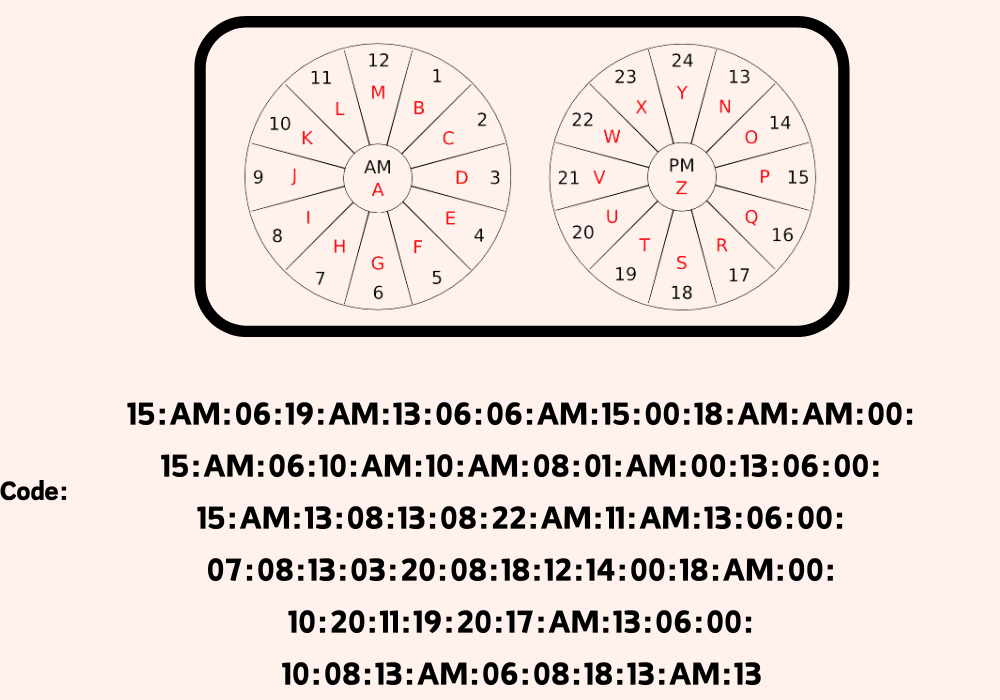 12
11 1
M
L B
10 2
K C
AM
9 J A D 3
I E
8 4
H F
G
7 5
6
24
23 13
Y
X N
22 14
W O
PM
21 V Z P 15
U Q
20 16
T R
S
19 17
18
15:AM:06:19:AM:13:06:06:AM:15:00:18:AM:AM:00:
15:AM:06:10:AM:10:AM:08:01:AM:00:13:06:00:
Code:
15:AM:13:08:13:08:22:AM:11:AM:13:06:00:
07:08:13:03:20:08:18:12:14:00:18:AM:00:
10:20:11:19:20:17:AM:13:06:00:
10:08:13:AM:06:08:18:13:AM:13